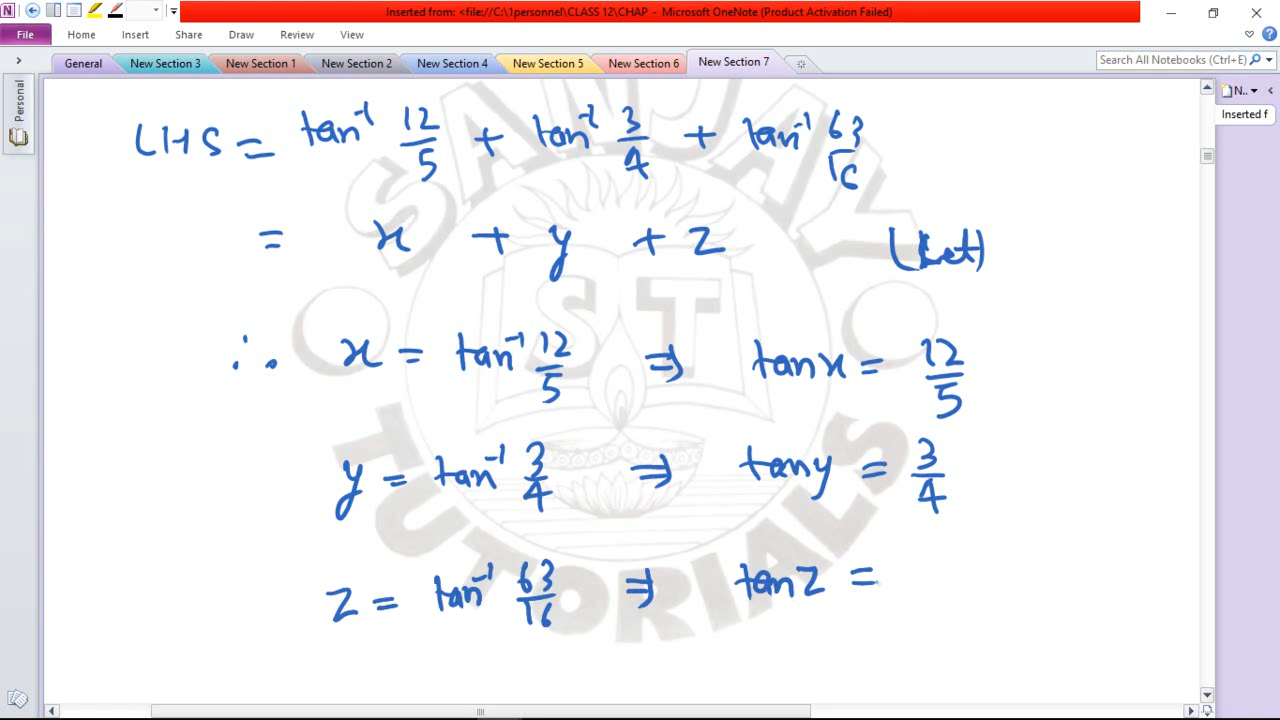 Inserted from: <file://C:\1personnel\CLASS 12\CHAP - Microsoft OneNote (Product Activation Failed)
File Home Insert Share Draw Review View
General New Section 3 New Section 1 New Section 2 New Section 4 New Section 5 New Section 6 New Section 7 Search All Notebooks (Ctrl+E)
Personal
N..
Inserted f
SANJAY
ST
TUTORIALS
LHS = tan⁻¹ 12/5 + tan⁻¹ 3/4 + tan⁻¹ 63/16
= x + y + z (Let)
∴ x = tan⁻¹ 12/5 ⇒ tan x = 12/5
y = tan⁻¹ 3/4 ⇒ tan y = 3/4
z = tan⁻¹ 63/16 ⇒ tan z =